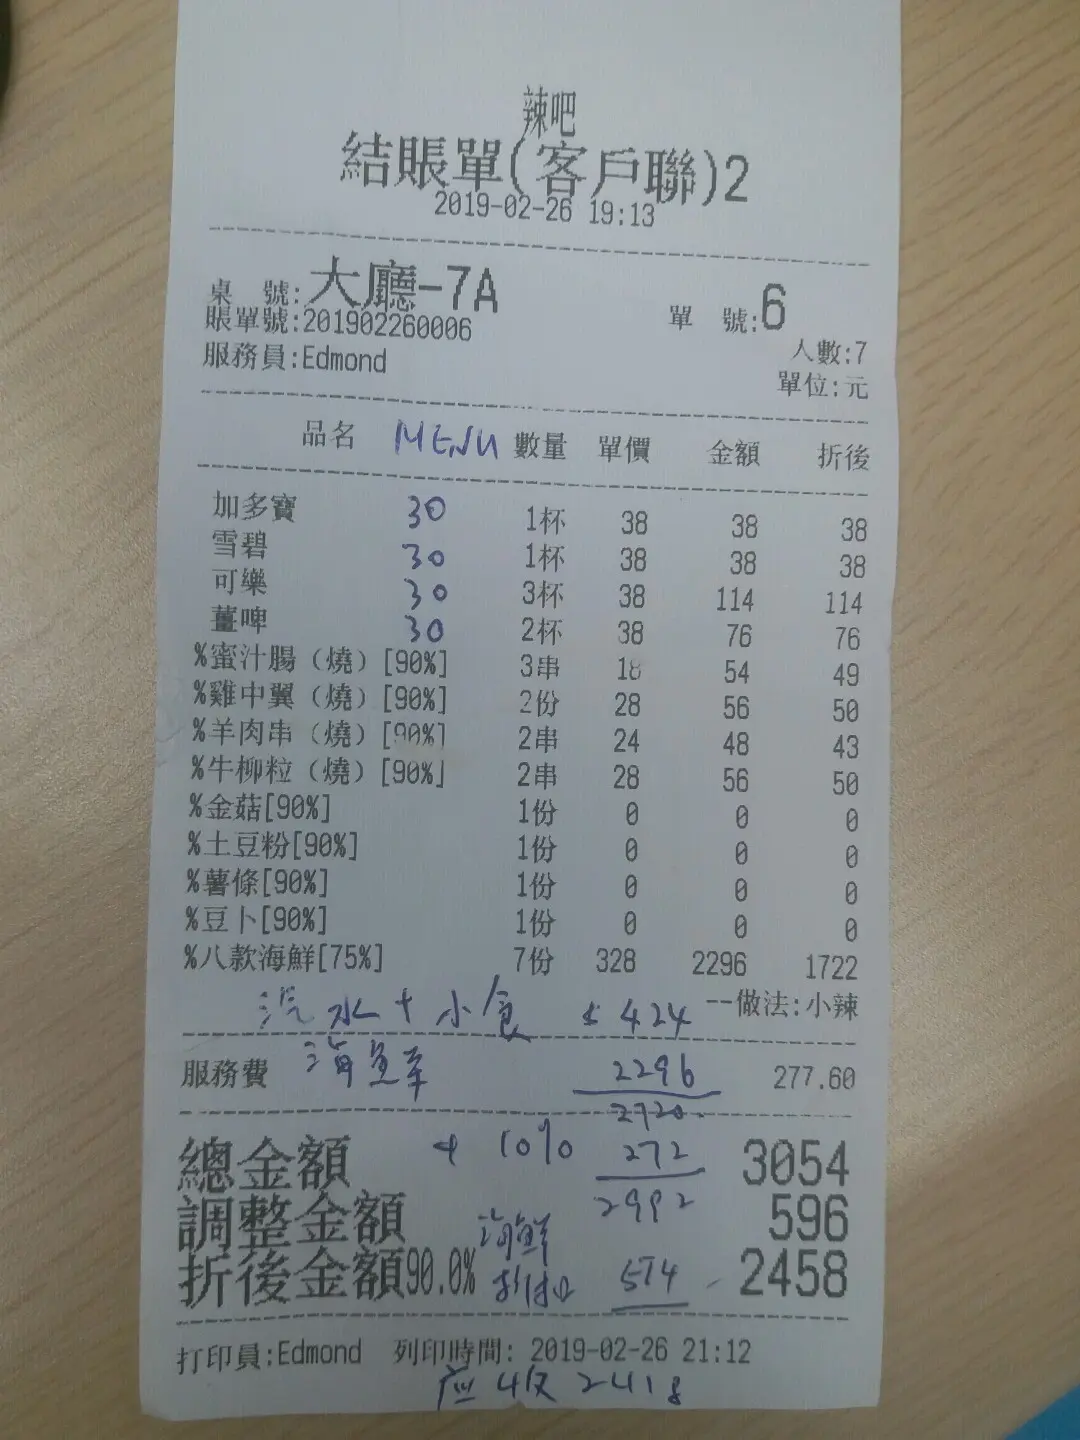 辣吧
結賬單(客戶聯)2
2019-02-26 19:13
桌 號:大廳-7A 單 號:6
賬單號:201902260006
人數:7
服務員:Edmond
單位:元
品名 MENU 數量 單價 金額 折後
加多寶 30 1杯 38 38 38
雪碧 30 1杯 38 38 38
可樂 30 3杯 38 114 114
薑啤 30 2杯 38 76 76
%蜜汁腸（燒）[90%] 3串 18 54 49
%雞中翼（燒）[90%] 2份 28 56 50
%羊肉串（燒）[90%] 2串 24 48 43
%牛柳粒（燒）[90%] 2串 28 56 50
%金菇[90%] 1份 0 0 0
%土豆粉[90%] 1份 0 0 0
%薯條[90%] 1份 0 0 0
%豆卜[90%] 1份 0 0 0
%八款海鮮[75%] 7份 328 2296 1722
--做法:小辣
汽水+小食 $424
服務費 海鲜 2296 277.60
2720.
總金額 + 10% 272 3054
調整金額 2992 596
海鮮
折後金額90.0% 折扣 574 2458
打印員:Edmond 列印時間: 2019-02-26 21:12
应收2418